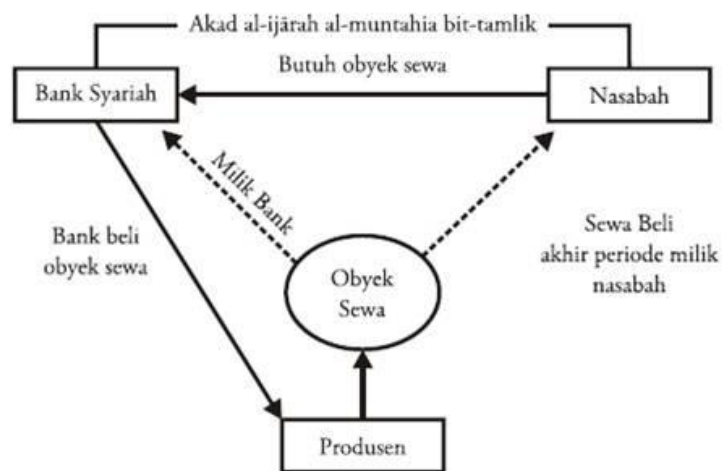 Akad al-ijārah al-muntahia bit-tamlik
Butuh obyek sewa
Bank Syariah
Nasabah
Milik Bank
Bank beli
obyek sewa
Sewa Beli
akhir periode milik
nasabah
Obyek
Sewa
Produsen